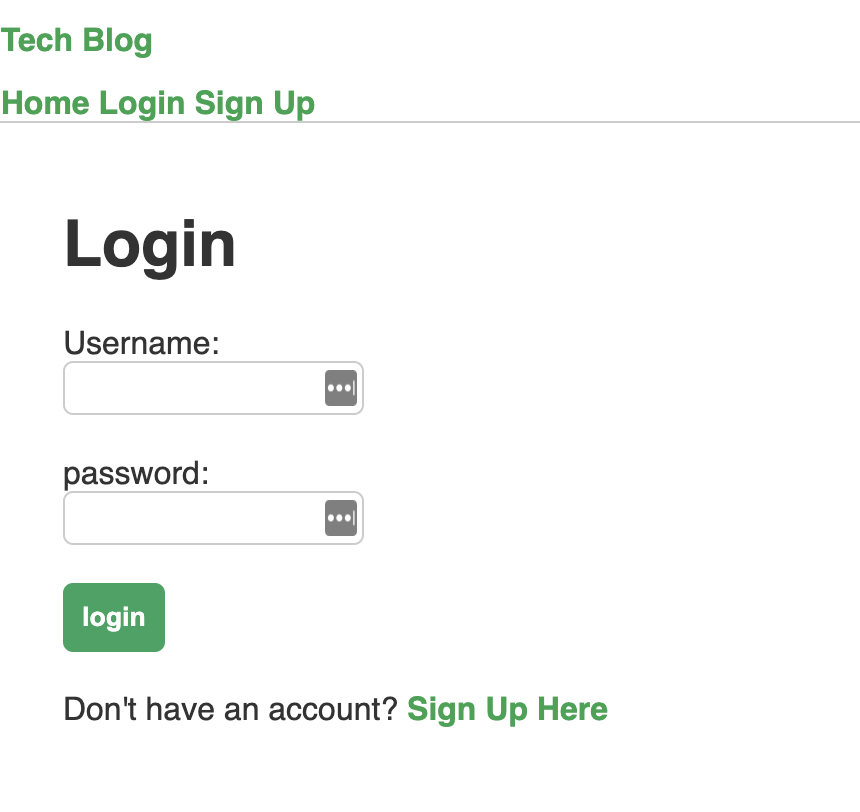 Tech Blog
Home Login Sign Up
Login
Username:
password:
login
Don't have an account? Sign Up Here